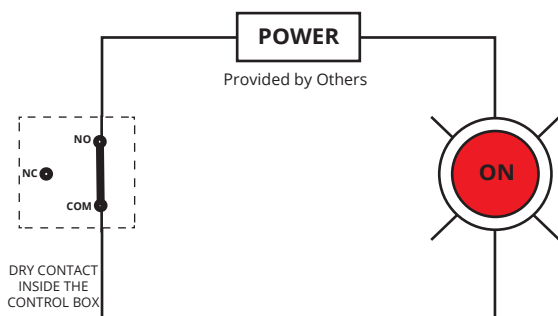 POWER
Provided by Others
NO
NC
COM
ON
DRY CONTACT
INSIDE THE
CONTROL BOX